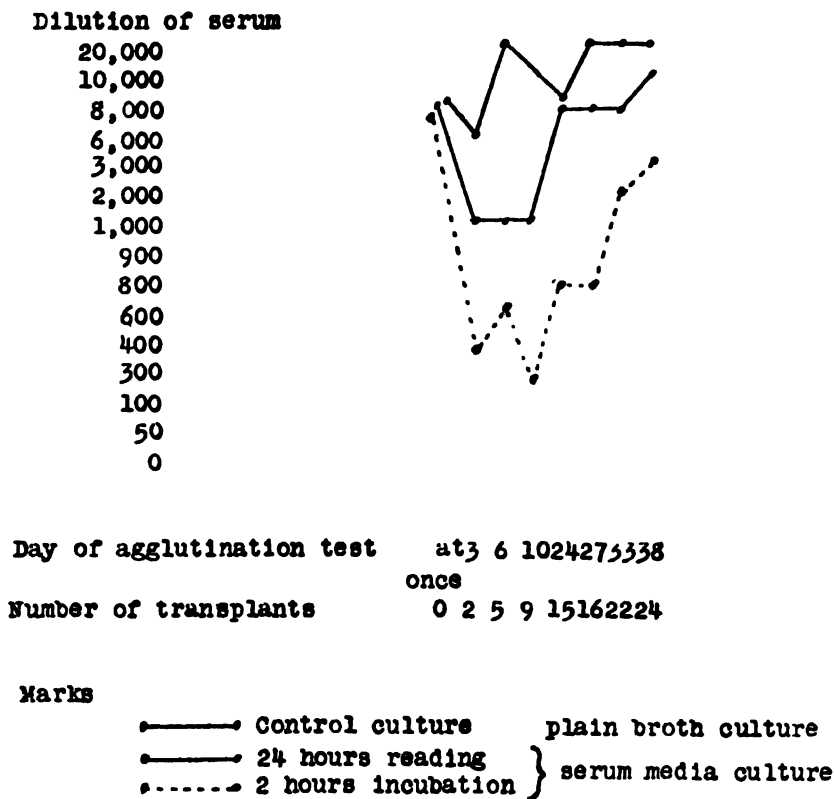 Dilution of serum
20,000
10,000
8,000
6,000
3,000
2,000
1,000
900
800
600
400
300
100
50
0
Day of agglutination test at3 6 1024273338
once
Number of transplants 0 2 5 9 15162224
Marks
Control culture plain broth culture
24 hours reading
serum media culture
2 hours incubation